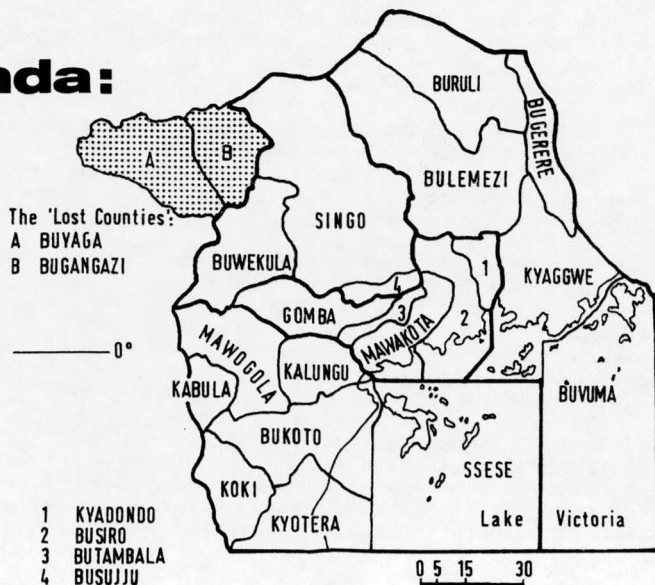 nda:
BURULI
BUGERERE
A
B
BULEMEZI
The 'Lost Counties':
A BUYAGA
B BUGANGAZI
SINGO
BUWEKULA
1
KYAGGWE
4
GOMBA
3
2
MAWAKOTA
0°
MAWOGOLA
KALUNGU
KABULA
BUVUMA
BUKOTO
SSESE
KOKI
KYOTERA
Lake Victoria
1 KYADONDO
2 BUSIRO
3 BUTAMBALA
4 BUSUJJU
0 5 15 30